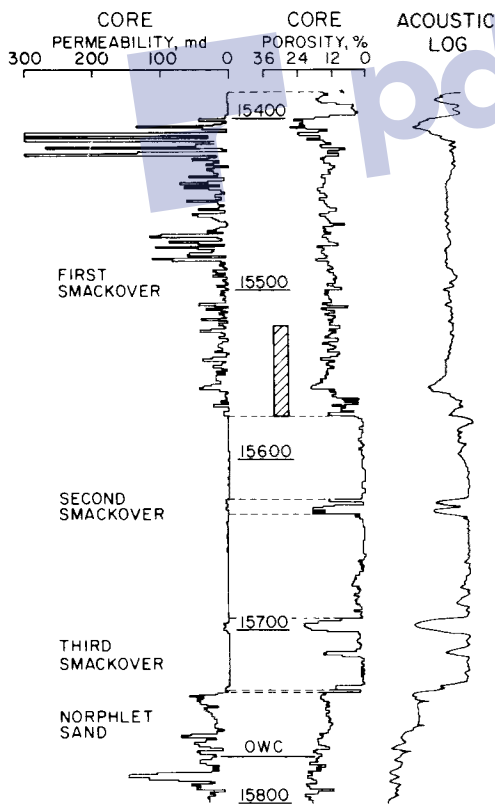 CORE
PERMEABILITY, md
300 200 100 0
CORE
POROSITY, %
36 24 12 0
ACOUSTIC
LOG
15400
FIRST
SMACKOVER
15500
15600
SECOND
SMACKOVER
15700
THIRD
SMACKOVER
NORPHLET
SAND
OWC
15800
pd